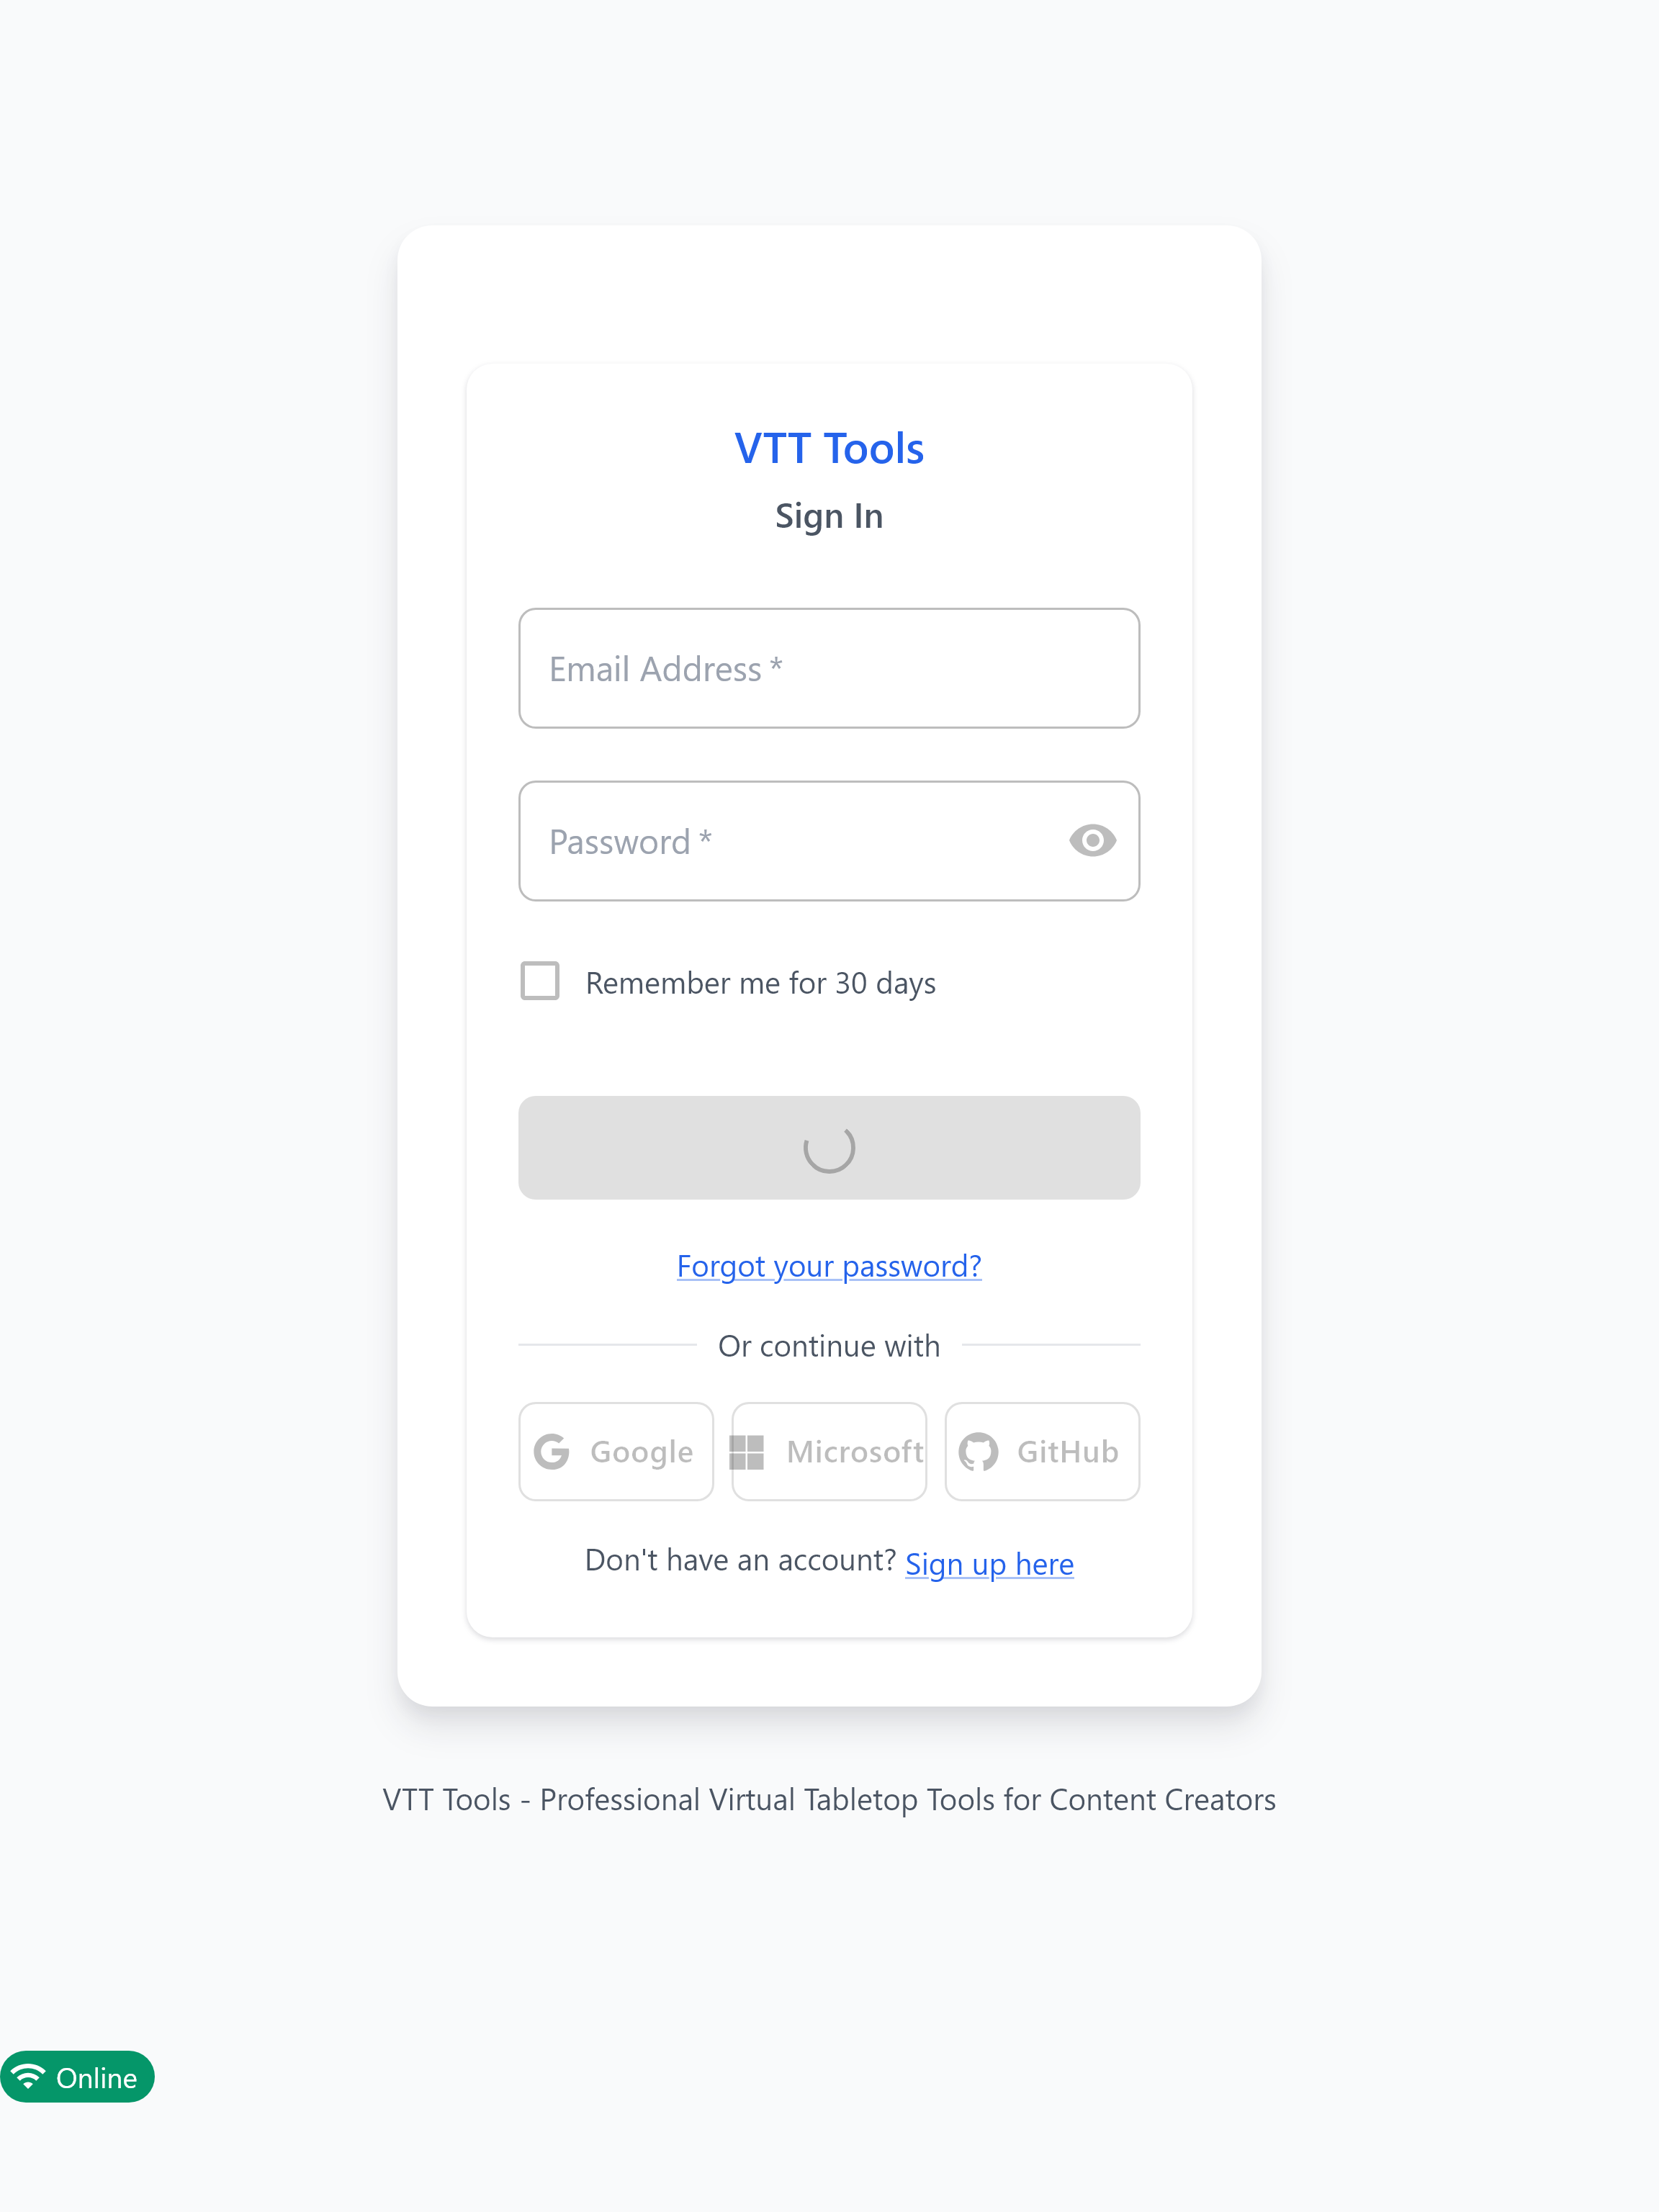 VTT Tools
Sign In
Email Address *
Password *
Remember me for 30 days
Forgot your password?
Or continue with
Google
Microsoft
GitHub
Don't have an account? Sign up here
VTT Tools - Professional Virtual Tabletop Tools for Content Creators
Online